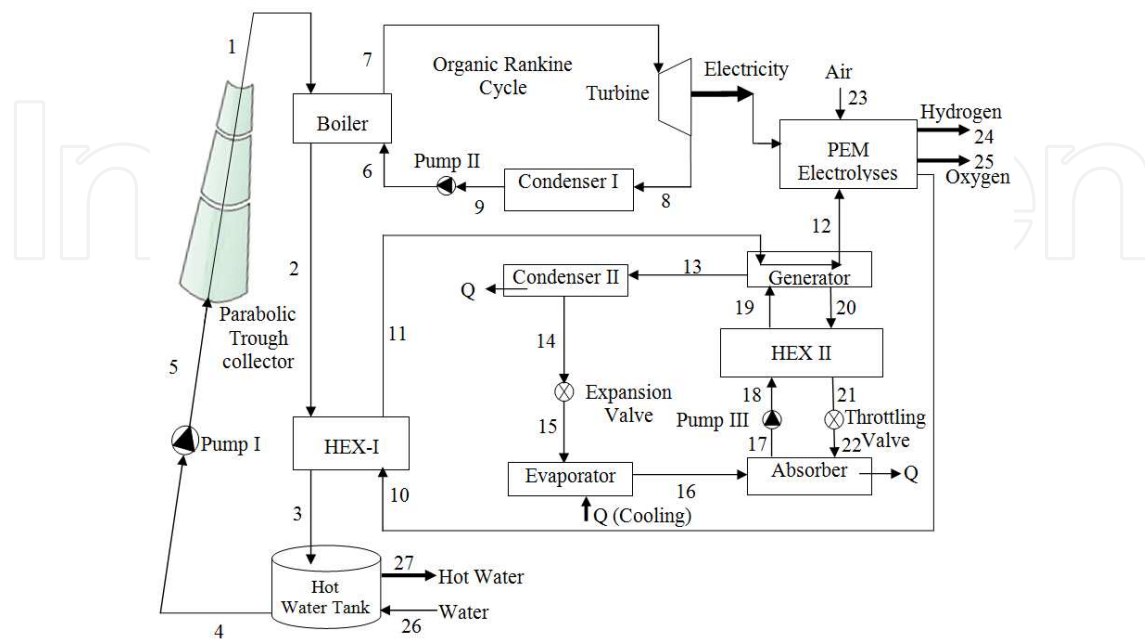 1
7
Organic Rankine
Cycle
Turbine
Electricity
Air
23
Hydrogen
24
25
Oxygen
Boiler
PEM
Electrolyses
6
Pump II
9
Condenser I
8
12
2
Parabolic
Trough
collector
5
11
Q
Condenser II
13
Generator
19
20
14
HEX II
Expansion
Valve
18
21
Pump III
Throttling
Valve
15
17
22
Pump I
HEX-I
Evaporator
16
Absorber
Q
10
Q (Cooling)
3
27
Hot Water
Hot
Water Tank
Water
26
4